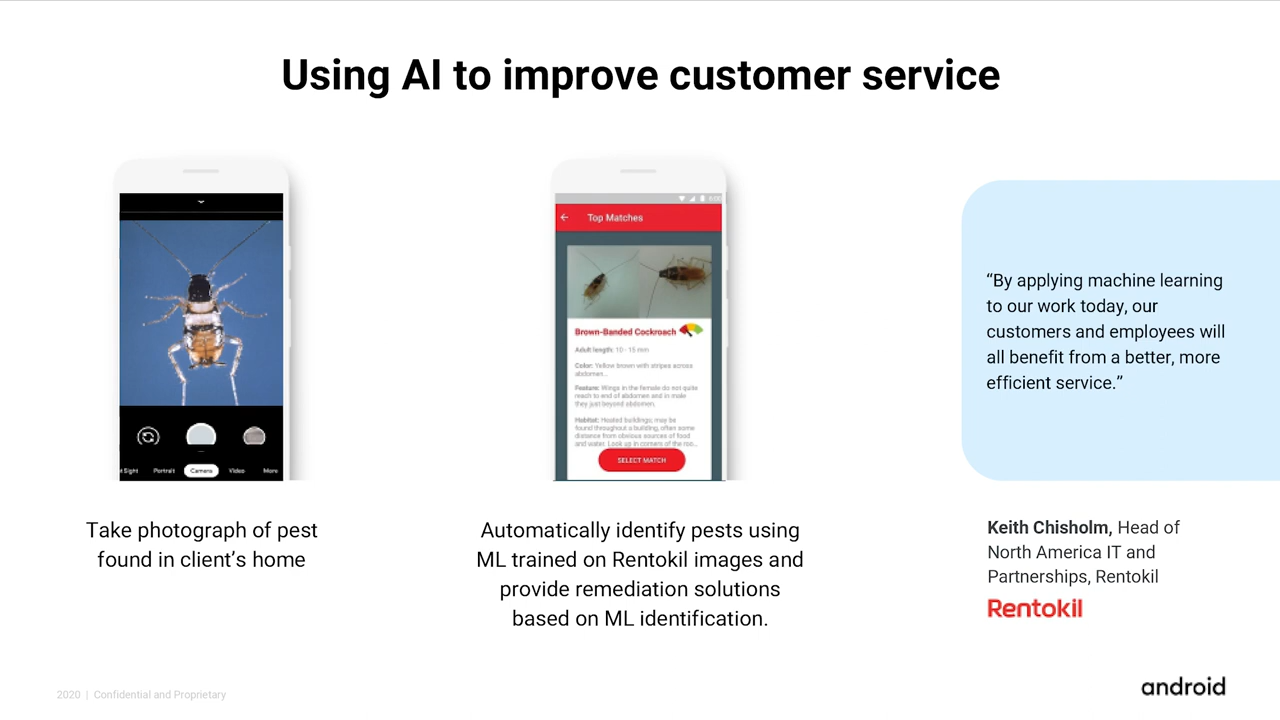 Using AI to improve customer service
Top Matches
Brown-Banded Cockroach
Adult length: 10 - 15 mm
Color: Yellow brown with stripes across
abdomen...
Feature: Wings in the female do not quite
reach to end of abdomen and in male
they just beyond abdomen.
Habitat: Heated buildings; may be
found throughout a building, often some
distance from obvious sources of food
and water. Look up in corners of the roo...
SELECT MATCH
t Sight Portrait Camera Video More
Take photograph of pest
found in client’s home
Automatically identify pests using
ML trained on Rentokil images and
provide remediation solutions
based on ML identification.
“By applying machine learning
to our work today, our
customers and employees will
all benefit from a better, more
efficient service.”
Keith Chisholm, Head of
North America IT and
Partnerships, Rentokil
Rentokil
2020 | Confidential and Proprietary
android